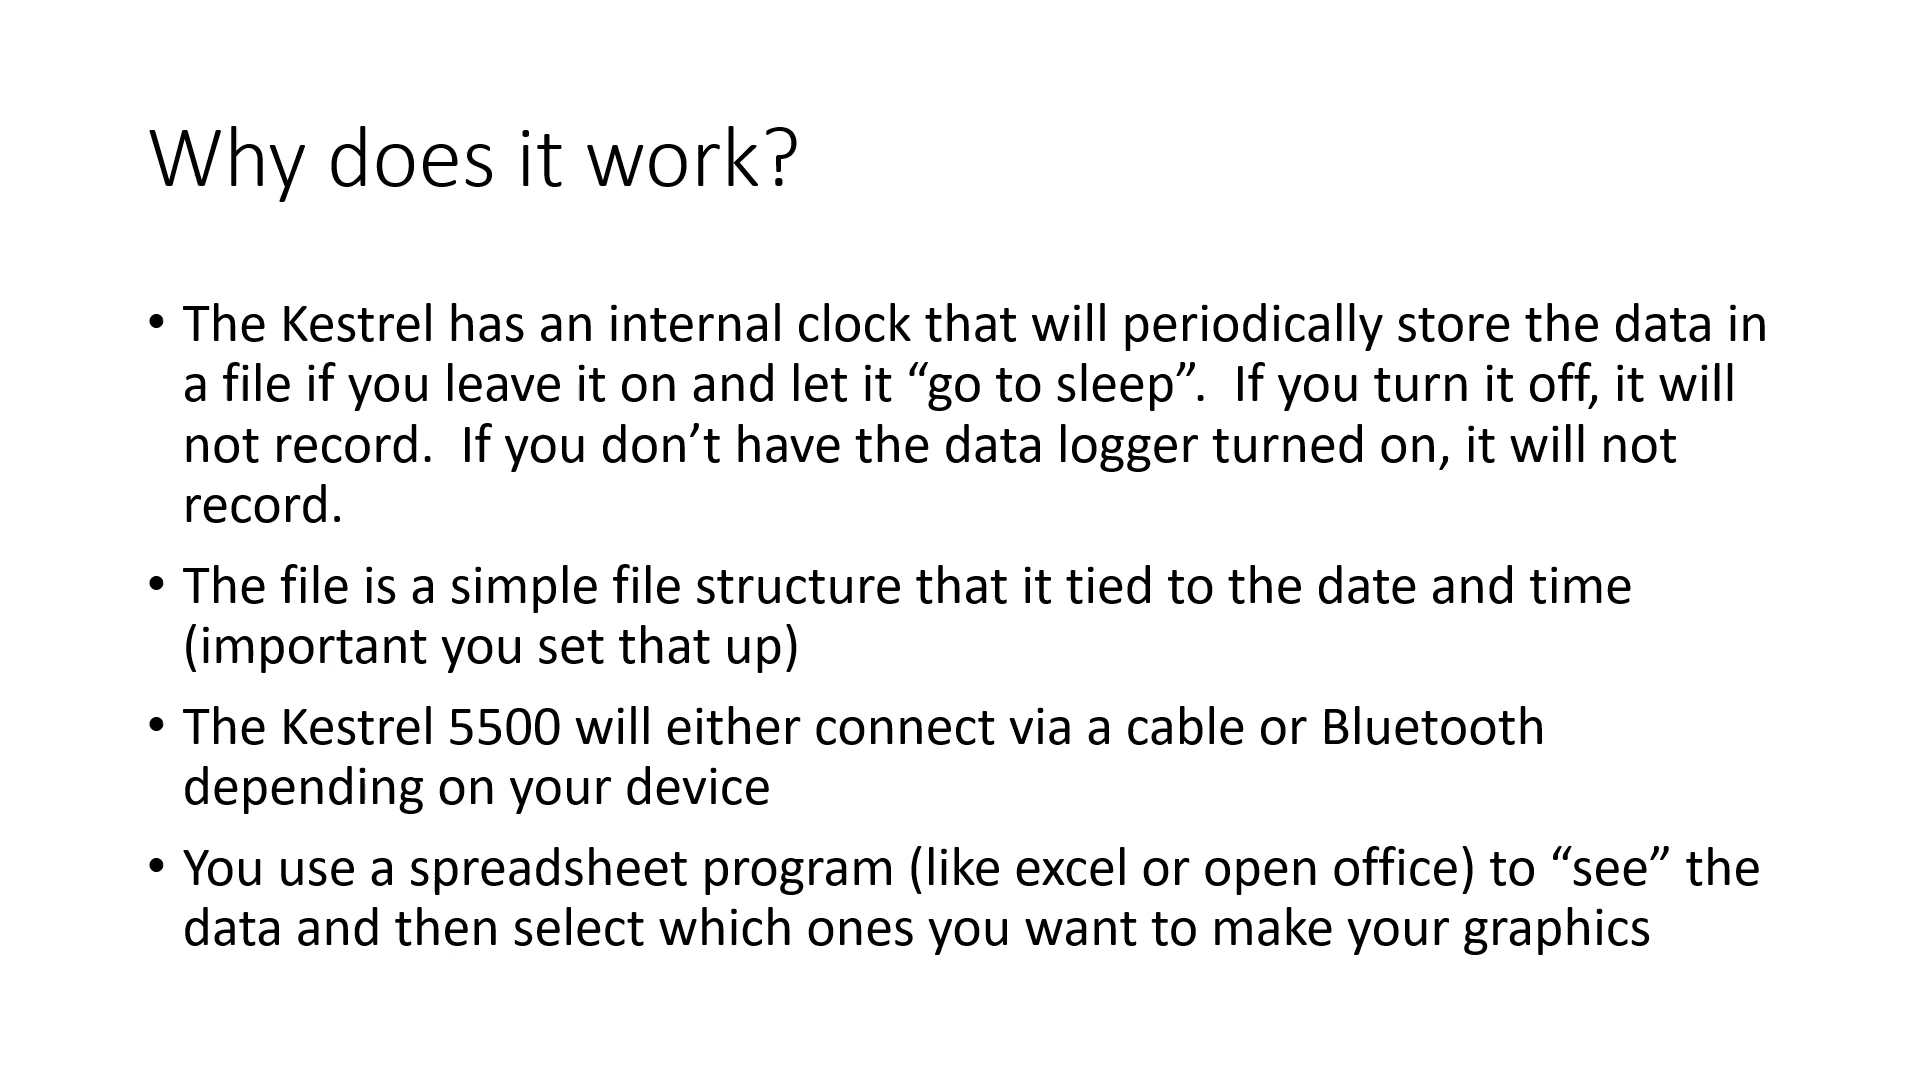 Why does it work?
• The Kestrel has an internal clock that will periodically store the data in
a file if you leave it on and let it “go to sleep”.  If you turn it off, it will
not record.  If you don’t have the data logger turned on, it will not
record.
• The file is a simple file structure that it tied to the date and time
(important you set that up)
• The Kestrel 5500 will either connect via a cable or Bluetooth
depending on your device
• You use a spreadsheet program (like excel or open office) to “see” the
data and then select which ones you want to make your graphics